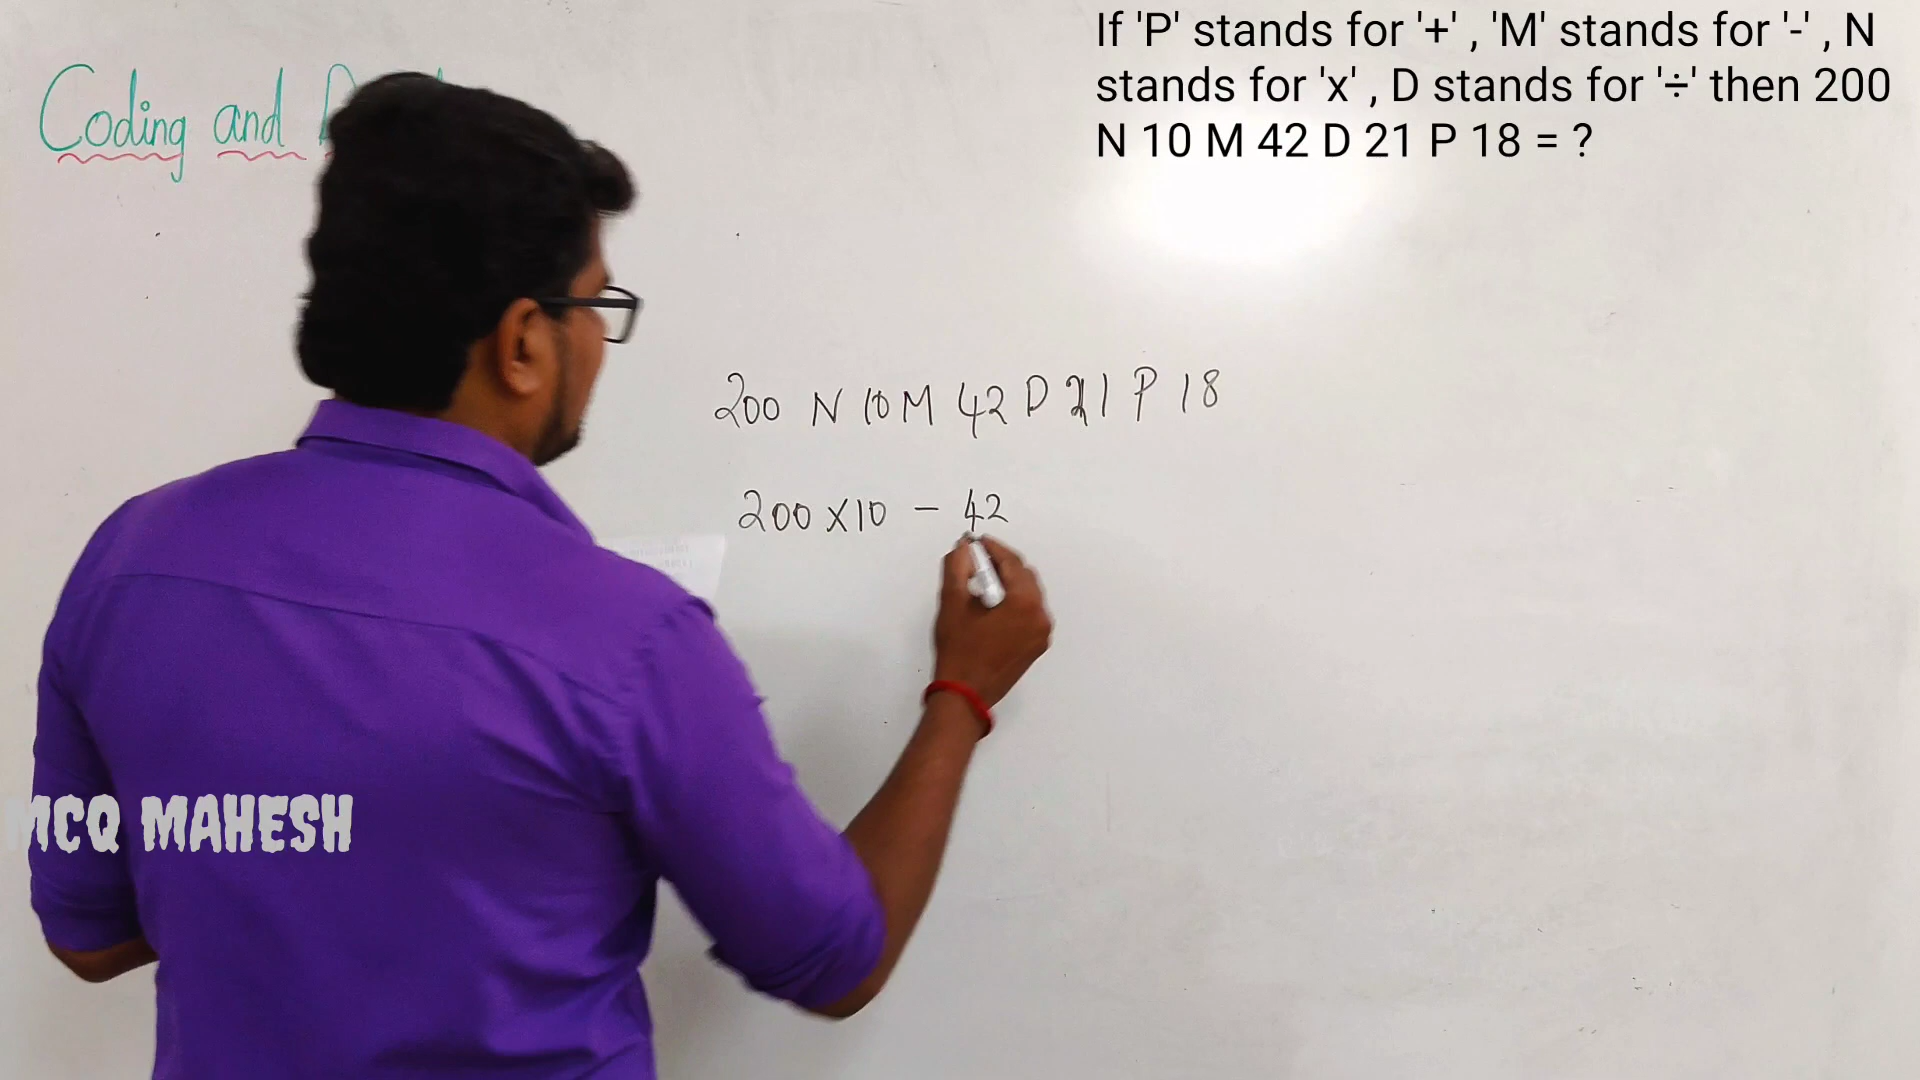 If 'P' stands for '+' , 'M' stands for '-' , N
stands for 'x' , D stands for '÷' then 200
N 10 M 42 D 21 P 18 = ?
Coding and
200 N 10 M 42 D 21 P 18
200 x 10 - 42
MCQ MAHESH